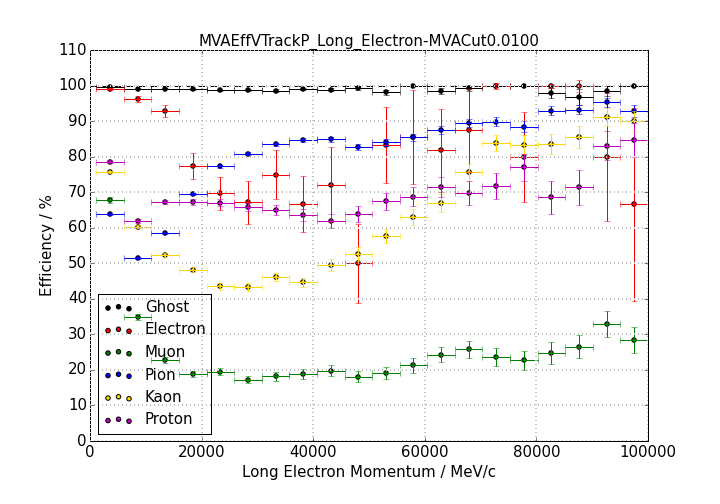 MVAEffVTrackP_Long_Electron-MVACut0.0100
110
100
90
80
70
60
50
40
30
20
10
0
Efficiency / %
Ghost
Electron
Muon
Pion
Kaon
Proton
0 20000 40000 60000 80000 100000
Long Electron Momentum / MeV/c